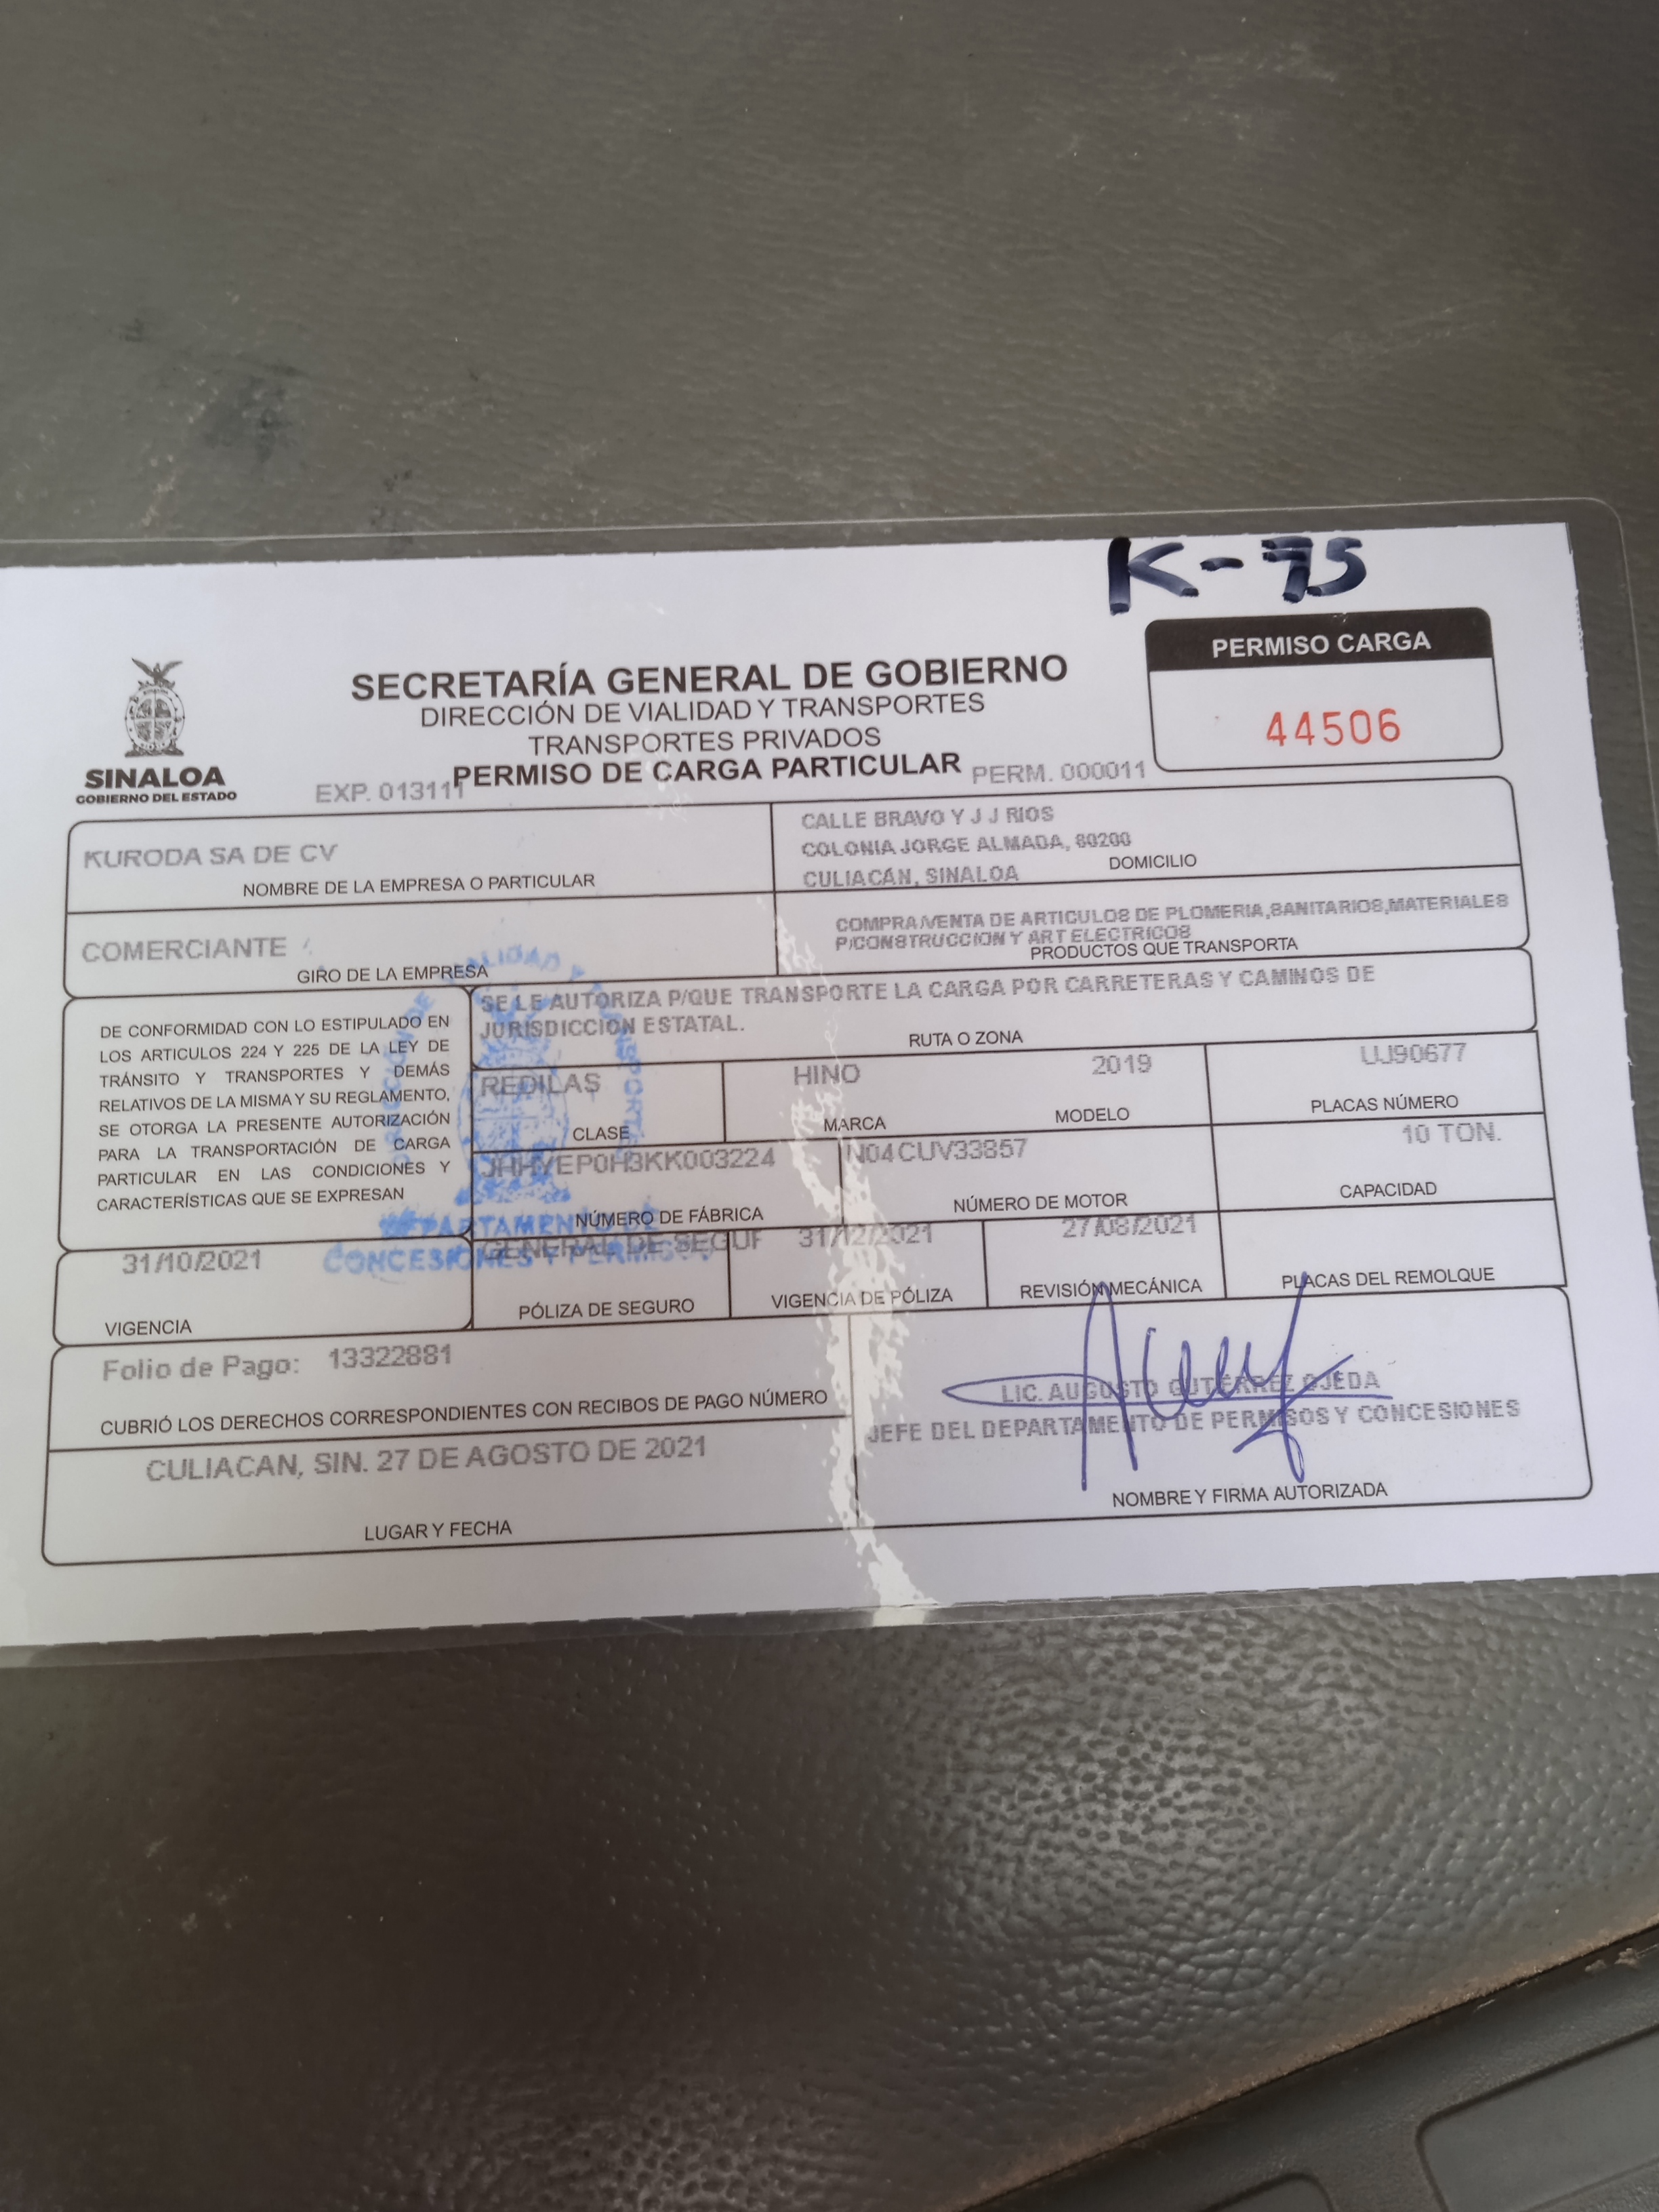 K-75
PERMISO CARGA
44506
SECRETARÍA GENERAL DE GOBIERNO
DIRECCIÓN DE VIALIDAD Y TRANSPORTES
TRANSPORTES PRIVADOS
PERMISO DE CARGA PARTICULAR
SINALOA
GOBIERNO DEL ESTADO
EXP. 013111
PERM. 000011
KURODA SA DE CV
NOMBRE DE LA EMPRESA O PARTICULAR
CALLE BRAVO Y J J RIOS
COLONIA JORGE ALMADA, 80200
CULIACÁN, SINALOA
DOMICILIO
COMERCIANTE
GIRO DE LA EMPRESA
COMPRA/VENTA DE ARTICULOS DE PLOMERIA,SANITARIOS,MATERIALES
P/CONSTRUCCION Y ART ELECTRICOS
PRODUCTOS QUE TRANSPORTA
DE CONFORMIDAD CON LO ESTIPULADO EN
LOS ARTICULOS 224 Y 225 DE LA LEY DE
TRÁNSITO Y TRANSPORTES Y DEMÁS
RELATIVOS DE LA MISMA Y SU REGLAMENTO,
SE OTORGA LA PRESENTE AUTORIZACIÓN
PARA LA TRANSPORTACIÓN DE CARGA
PARTICULAR EN LAS CONDICIONES Y
CARACTERÍSTICAS QUE SE EXPRESAN
SE LE AUTORIZA P/QUE TRANSPORTE LA CARGA POR CARRETERAS Y CAMINOS DE
JURISDICCION ESTATAL.
RUTA O ZONA
REDILAS
CLASE
HINO
MARCA
2019
MODELO
UJ90677
PLACAS NÚMERO
JHHYEP0H3KK003224
NÚMERO DE FÁBRICA
N04CUV33857
NÚMERO DE MOTOR
10 TON.
CAPACIDAD
31/10/2021
VIGENCIA
GENERAL DE SEGUR
PÓLIZA DE SEGURO
31/12/2021
VIGENCIA DE PÓLIZA
27/08/2021
REVISIÓN MECÁNICA
PLACAS DEL REMOLQUE
DEPARTAMENTO DE
CONCESIONES Y PERMISOS
Folio de Pago: 13322881
CUBRIÓ LOS DERECHOS CORRESPONDIENTES CON RECIBOS DE PAGO NÚMERO
CULIACAN, SIN. 27 DE AGOSTO DE 2021
LUGAR Y FECHA
LIC. AUGUSTO GUTIERREZ OJEDA
JEFE DEL DEPARTAMENTO DE PERMISOS Y CONCESIONES
NOMBRE Y FIRMA AUTORIZADA